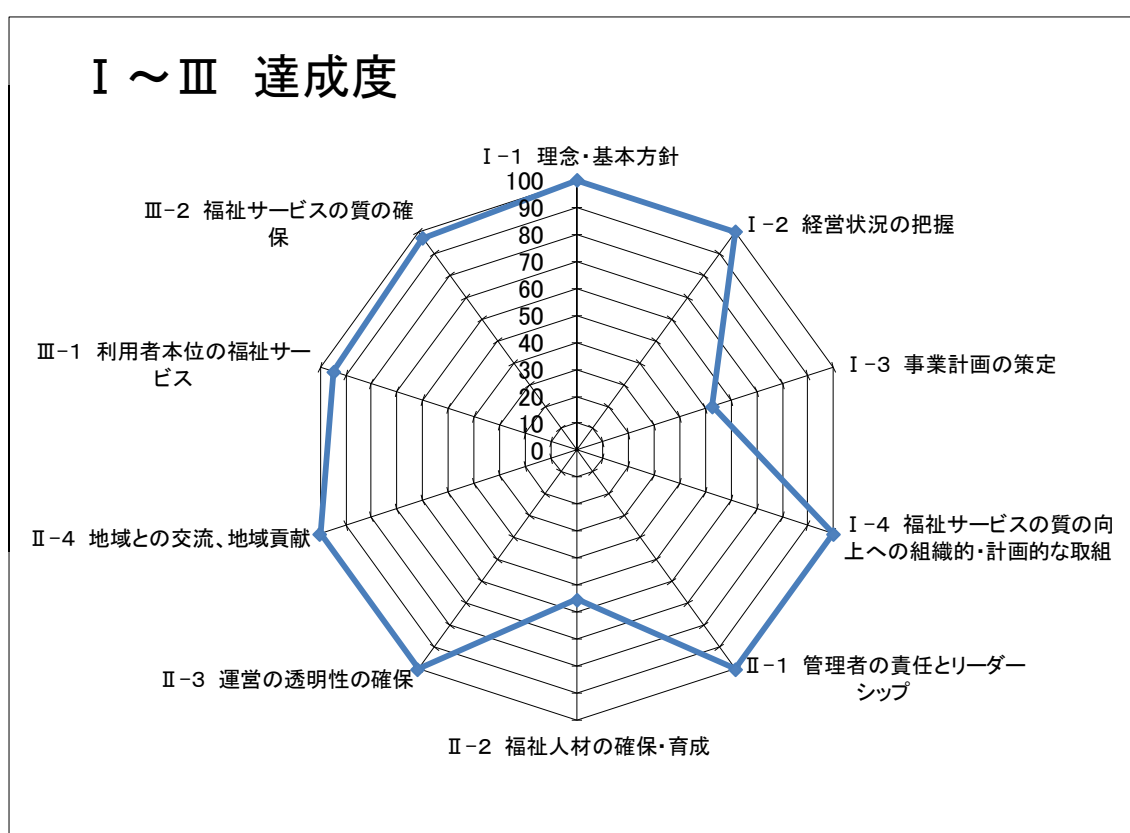 Ⅰ～Ⅲ 達成度
Ⅰ-1 理念・基本方針
100
90
80
70
60
50
40
30
20
10
0
Ⅰ-2 経営状況の把握
Ⅰ-3 事業計画の策定
Ⅰ-4 福祉サービスの質の向
上への組織的・計画的な取組
Ⅱ-1 管理者の責任とリーダー
シップ
Ⅱ-2 福祉人材の確保・育成
Ⅱ-3 運営の透明性の確保
Ⅱ-4 地域との交流、地域貢献
Ⅲ-1 利用者本位の福祉サー
ビス
Ⅲ-2 福祉サービスの質の確
保